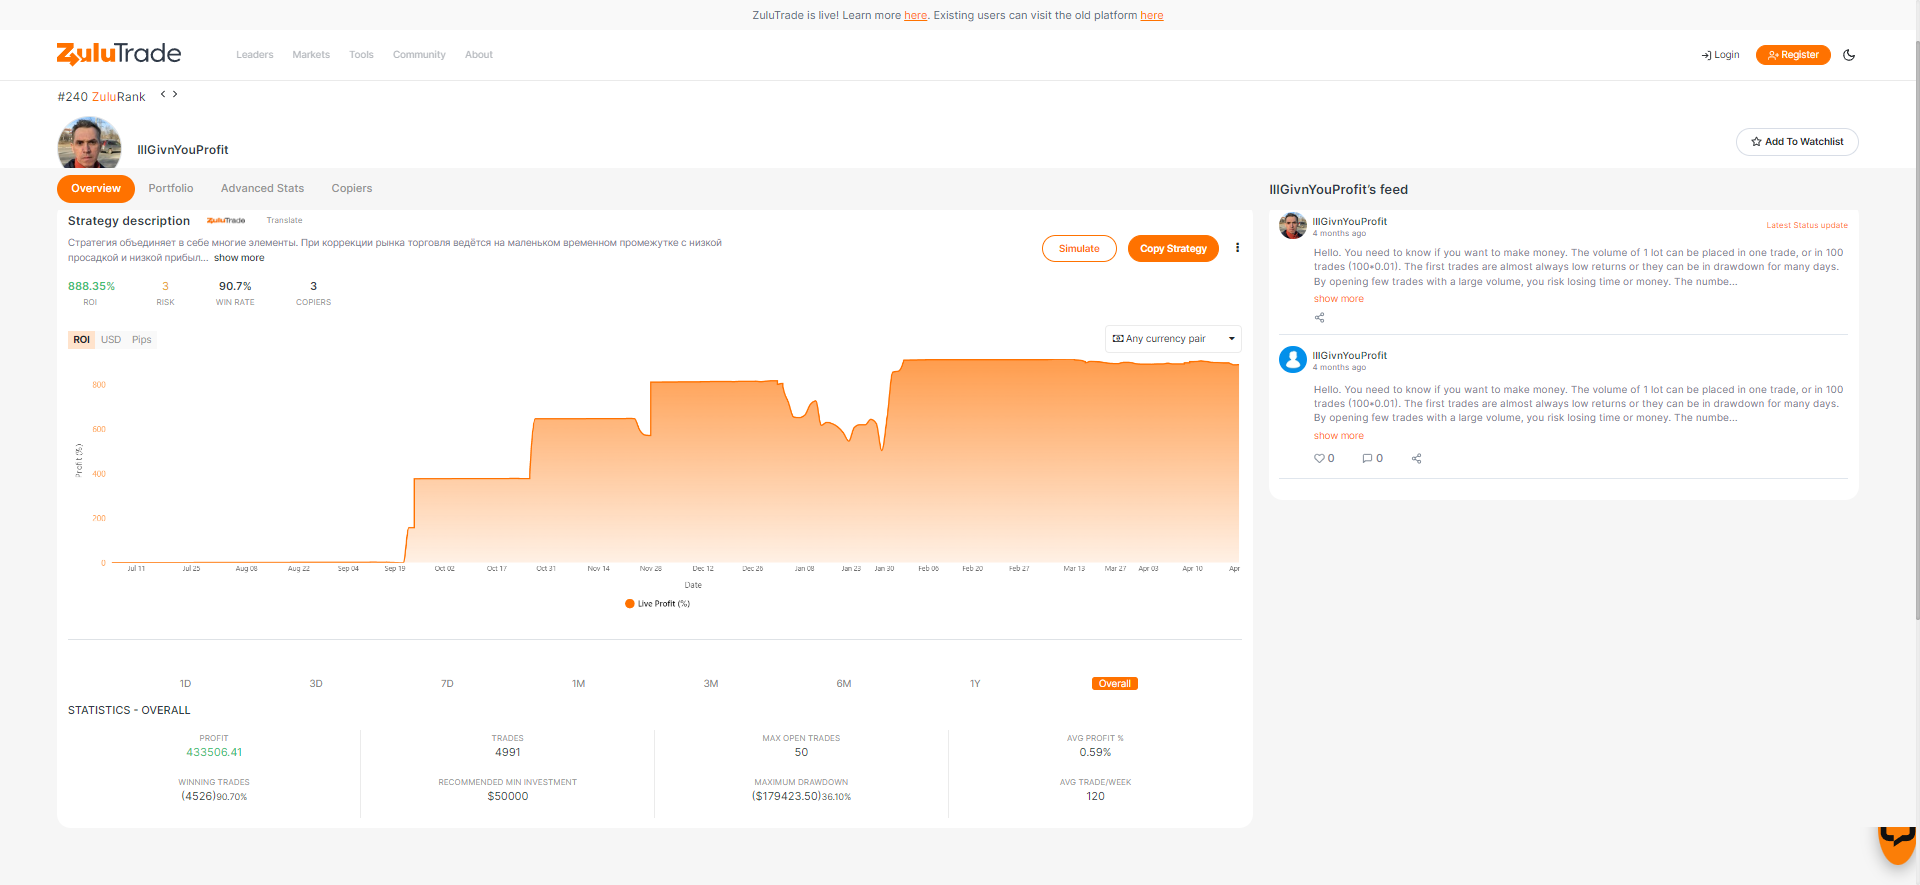 ZuluTrade is live! Learn more here. Existing users can visit the old platform here
ZuluTrade
Leaders
Markets
Tools
Community
About
Login
Register
#240 ZuluRank
IllGivnYouProfit
Add To Watchlist
Overview
Portfolio
Advanced Stats
Copiers
Strategy description
ZuluTrade
Translate
Стратегия объединяет в себе многие элементы. При коррекции рынка торговля ведётся на маленьком временном промежутке с низкой
просадкой и низкой прибыл... show more
Simulate
Copy Strategy
888.35%
ROI
3
RISK
90.7%
WIN RATE
3
COPIERS
ROI
USD
Pips
Any currency pair
Profit (%)
800
600
400
200
0
Jul 11
Jul 25
Aug 08
Aug 22
Sep 04
Sep 19
Oct 02
Oct 17
Oct 31
Nov 14
Nov 28
Dec 12
Dec 26
Jan 08
Jan 23
Jan 30
Feb 06
Feb 20
Feb 27
Mar 13
Mar 27
Apr 03
Apr 10
Apr
Date
Live Profit (%)
1D
3D
7D
1M
3M
6M
1Y
Overall
STATISTICS - OVERALL
PROFIT
433506.41
TRADES
4991
MAX OPEN TRADES
50
AVG PROFIT %
0.59%
WINNING TRADES
(4526)90.70%
RECOMMENDED MIN INVESTMENT
$50000
MAXIMUM DRAWDOWN
($179423.50)36.10%
AVG TRADE/WEEK
120
IllGivnYouProfit's feed
IllGivnYouProfit
4 months ago
Latest Status update
Hello. You need to know if you want to make money. The volume of 1 lot can be placed in one trade, or in 100
trades (100*0.01). The first trades are almost always low returns or they can be in drawdown for many days.
By opening few trades with a large volume, you risk losing time or money. The numbe...
show more
IllGivnYouProfit
4 months ago
Hello. You need to know if you want to make money. The volume of 1 lot can be placed in one trade, or in 100
trades (100*0.01). The first trades are almost always low returns or they can be in drawdown for many days.
By opening few trades with a large volume, you risk losing time or money. The numbe...
show more
0
0